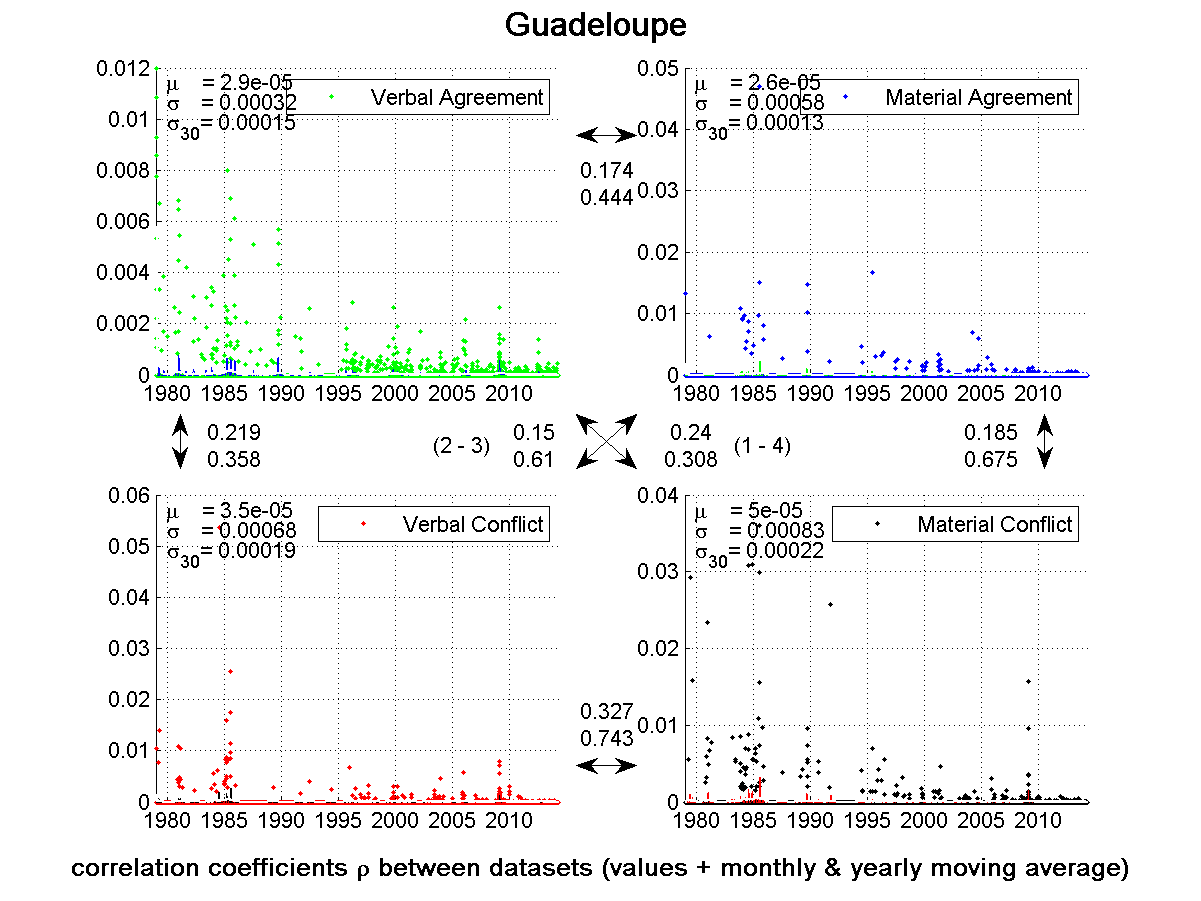 Guadeloupe
0.012
0.01
0.008
0.006
0.004
0.002
0
μ = 2.9e-05
σ = 0.00032
σ30 = 0.00015
Verbal Agreement
1980 1985 1990 1995 2000 2005 2010
0.174
0.444
0.05
0.04
0.03
0.02
0.01
0
μ = 2.6e-05
σ = 0.00058
σ30 = 0.00013
Material Agreement
1980 1985 1990 1995 2000 2005 2010
0.219
0.358
(2 - 3)
0.15
0.61
0.24
0.308
(1 - 4)
0.185
0.675
0.06
0.05
0.04
0.03
0.02
0.01
0
μ = 3.5e-05
σ = 0.00068
σ30 = 0.00019
Verbal Conflict
1980 1985 1990 1995 2000 2005 2010
0.327
0.743
0.04
0.03
0.02
0.01
0
μ = 5e-05
σ = 0.00083
σ30 = 0.00022
Material Conflict
1980 1985 1990 1995 2000 2005 2010
correlation coefficients ρ between datasets (values + monthly & yearly moving average)